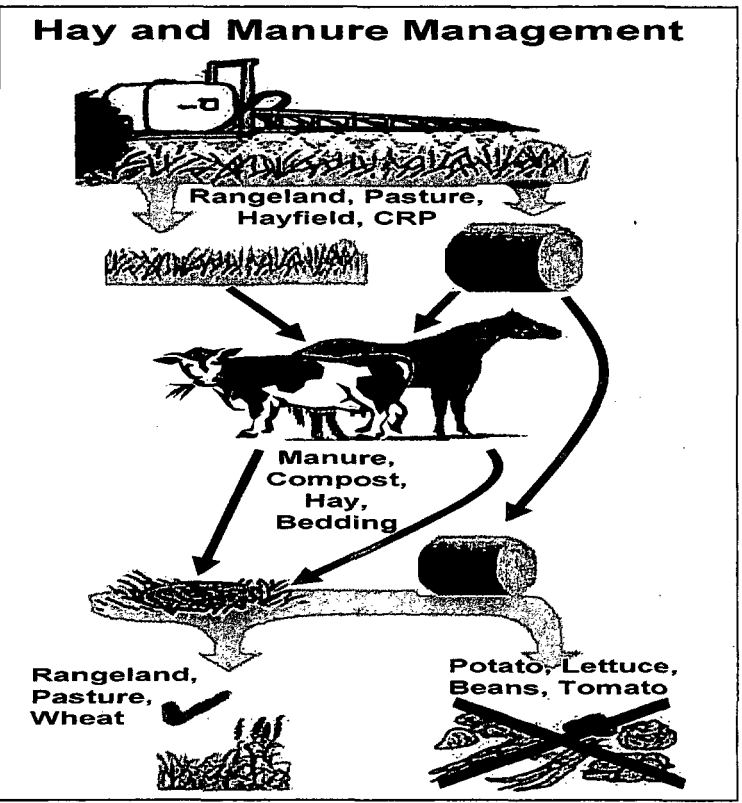 Hay and Manure Management
Rangeland, Pasture,
Hayfield, CRP
Manure,
Compost,
Hay,
Bedding
Rangeland,
Pasture,
Wheat
Potato, Lettuce,
Beans, Tomato